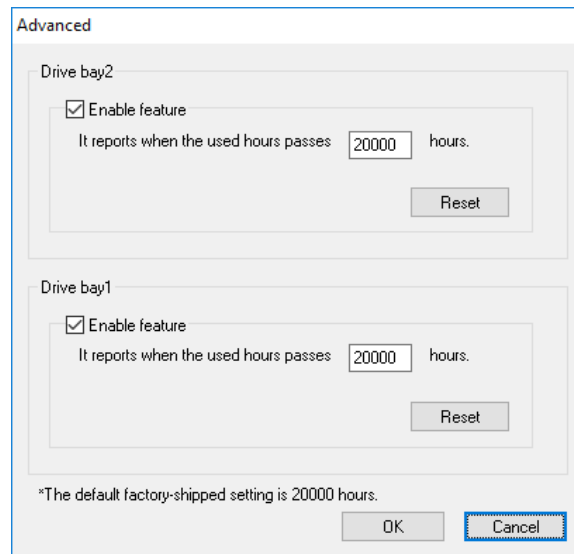 Advanced
Drive bay2
Enable feature
It reports when the used hours passes 20000 hours.
Reset
Drive bay1
Enable feature
It reports when the used hours passes 20000 hours.
Reset
*The default factory-shipped setting is 20000 hours.
OK Cancel